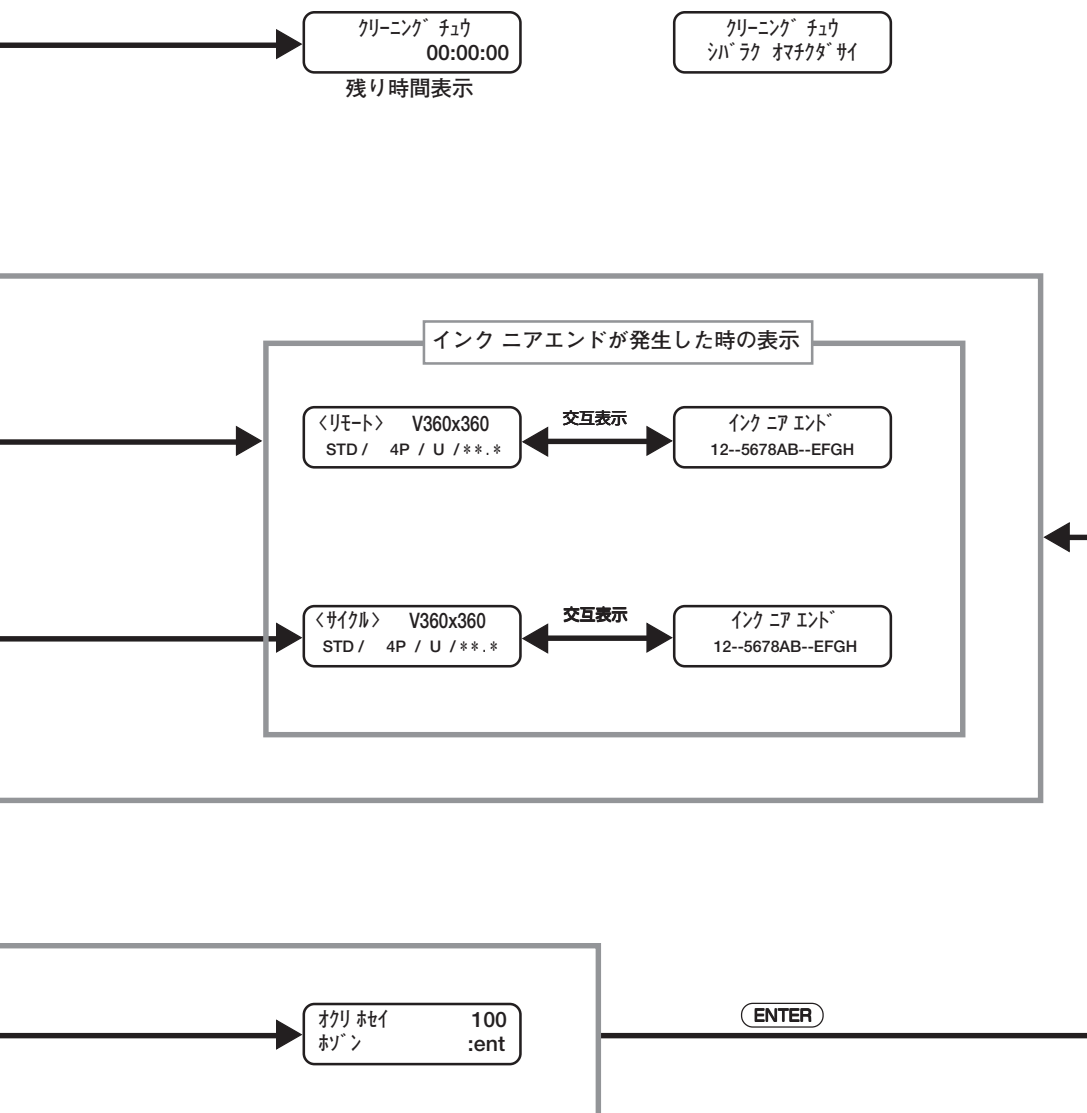 ｸﾘｰﾆﾝｸﾞ ﾁｭｳ
00:00:00
残り時間表示
ｸﾘｰﾆﾝｸﾞ ﾁｭｳ
ｼﾊﾞﾗｸ ｵﾏﾁｸﾀﾞｻｲ
インク ニアエンドが発生した時の表示
<ﾘﾓｰﾄ> V360x360
STD / 4P / U /**.*
交互表示
ｲﾝｸ ﾆｱ ｴﾝﾄﾞ
12--5678AB--EFGH
<ｻｲｸﾙ> V360x360
STD / 4P / U /**.*
交互表示
ｲﾝｸ ﾆｱ ｴﾝﾄﾞ
12--5678AB--EFGH
ｵｸﾘ ﾎｾｲ 100
ﾎｿﾞﾝ :ent
ENTER